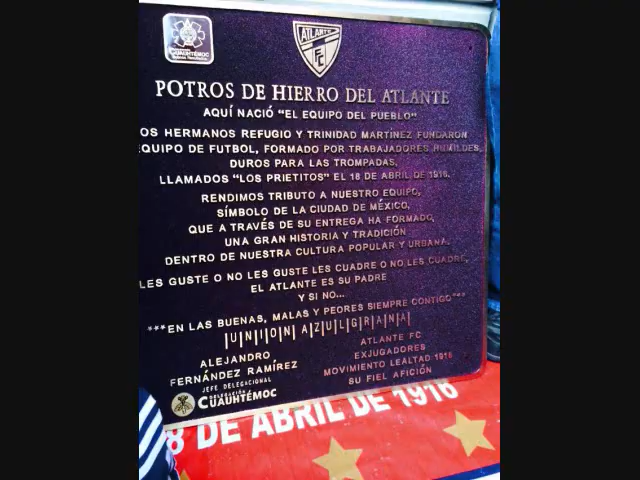 CUAUHTÉMOC
ATLANTE
FC
POTROS DE HIERRO DEL ATLANTE
AQUÍ NACIÓ "EL EQUIPO DEL PUEBLO"
OS HERMANOS REFUGIO Y TRINIDAD MARTÍNEZ FUNDARON
EQUIPO DE FUTBOL, FORMADO POR TRABAJADORES HUMILDES,
DUROS PARA LAS TROMPADAS,
LLAMADOS "LOS PRIETITOS" EL 18 DE ABRIL DE 1916.
RENDIMOS TRIBUTO A NUESTRO EQUIPO,
SÍMBOLO DE LA CIUDAD DE MÉXICO,
QUE A TRAVÉS DE SU ENTREGA HA FORMADO,
UNA GRAN HISTORIA Y TRADICIÓN
DENTRO DE NUESTRA CULTURA POPULAR Y URBANA.
LES GUSTE O NO LES GUSTE LES CUADRE O NO LES CUADRE,
EL ATLANTE ES SU PADRE
Y SI NO...
***EN LAS BUENAS, MALAS Y PEORES SIEMPRE CONTIGO***
|U|N|I|O|N| A|Z|U|L|G|R|A|N|A|
ALEJANDRO
FERNÁNDEZ RAMÍREZ
JEFE DELEGACIONAL
DELEGACIÓN
CUAUHTÉMOC
ATLANTE FC
EXJUGADORES
MOVIMIENTO LEALTAD 1916
SU FIEL AFICIÓN
8 DE ABRIL DE 1916